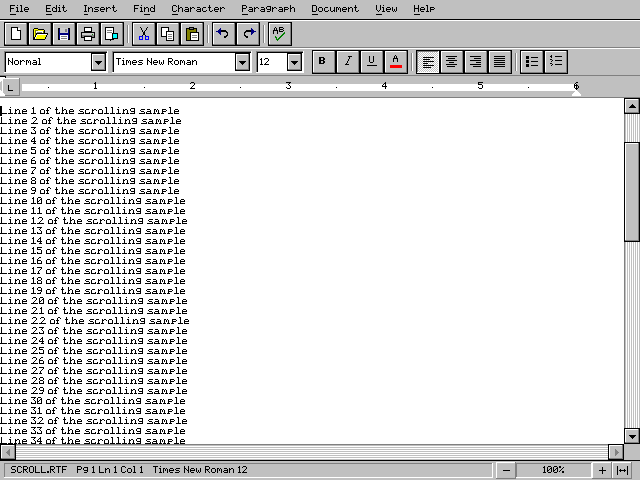 File Edit Insert Find Character Paragraph Document View Help
ABC
Normal Times New Roman 12 B I U A
L 1 2 3 4 5 6
Line 1 of the scrolling sample
Line 2 of the scrolling sample
Line 3 of the scrolling sample
Line 4 of the scrolling sample
Line 5 of the scrolling sample
Line 6 of the scrolling sample
Line 7 of the scrolling sample
Line 8 of the scrolling sample
Line 9 of the scrolling sample
Line 10 of the scrolling sample
Line 11 of the scrolling sample
Line 12 of the scrolling sample
Line 13 of the scrolling sample
Line 14 of the scrolling sample
Line 15 of the scrolling sample
Line 16 of the scrolling sample
Line 17 of the scrolling sample
Line 18 of the scrolling sample
Line 19 of the scrolling sample
Line 20 of the scrolling sample
Line 21 of the scrolling sample
Line 22 of the scrolling sample
Line 23 of the scrolling sample
Line 24 of the scrolling sample
Line 25 of the scrolling sample
Line 26 of the scrolling sample
Line 27 of the scrolling sample
Line 28 of the scrolling sample
Line 29 of the scrolling sample
Line 30 of the scrolling sample
Line 31 of the scrolling sample
Line 32 of the scrolling sample
Line 33 of the scrolling sample
Line 34 of the scrolling sample
SCROLL.RTF Pg 1 Ln 1 Col 1 Times New Roman 12 100%